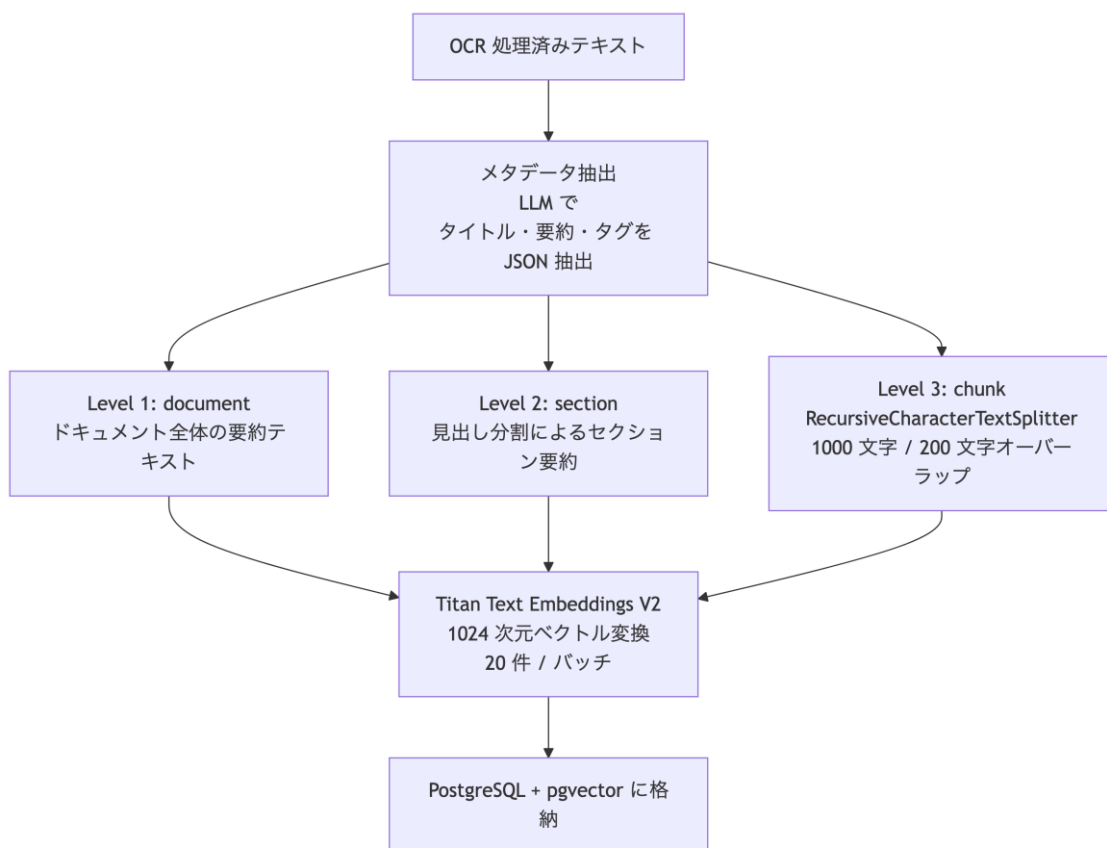 OCR 処理済みテキスト
メタデータ抽出
LLM で
タイトル・要約・タグを
JSON 抽出
Level 1: document
ドキュメント全体の要約テ
キスト
Level 2: section
見出し分割によるセクショ
ン要約
Level 3: chunk
RecursiveCharacterTextSplitter
1000 文字 / 200 文字オーバー
ラップ
Titan Text Embeddings V2
1024 次元ベクトル変換
20 件 / バッチ
PostgreSQL + pgvector に格
納